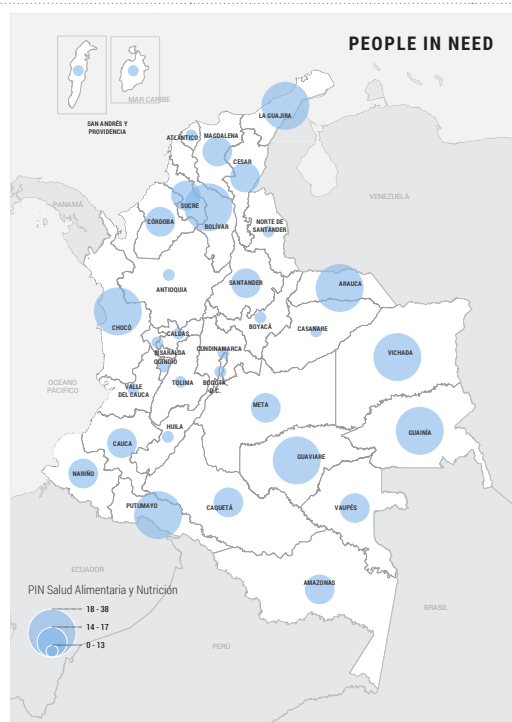 PEOPLE IN NEED
MAR CARIBE
SAN ANDRÉS Y
PROVIDENCIA
LA GUAJIRA
ATLÁNTICO
MAGDALENA
CESAR
VENEZUELA
PANAMÁ
SUCRE
CÓRDOBA
BOLÍVAR
NORTE DE
SANTANDER
ANTIOQUIA
SANTANDER
ARAUCA
CHOCÓ
BOYACÁ
CASANARE
CALDAS
RISARALDA
CUNDINAMARCA
VICHADA
QUINDÍO
OCEANO
PACÍFICO
VALLE
DEL CAUCA
TOLIMA
BOGOTÁ,
D.C.
META
HUILA
CAUCA
GUAINÍA
GUAVIARE
NARIÑO
PUTUMAYO
CAQUETÁ
VAUPÉS
ECUADOR
AMAZONAS
PIN Salud Alimentaria y Nutrición
18 - 38
14 - 17
0 - 13
BRASIL
PERÚ